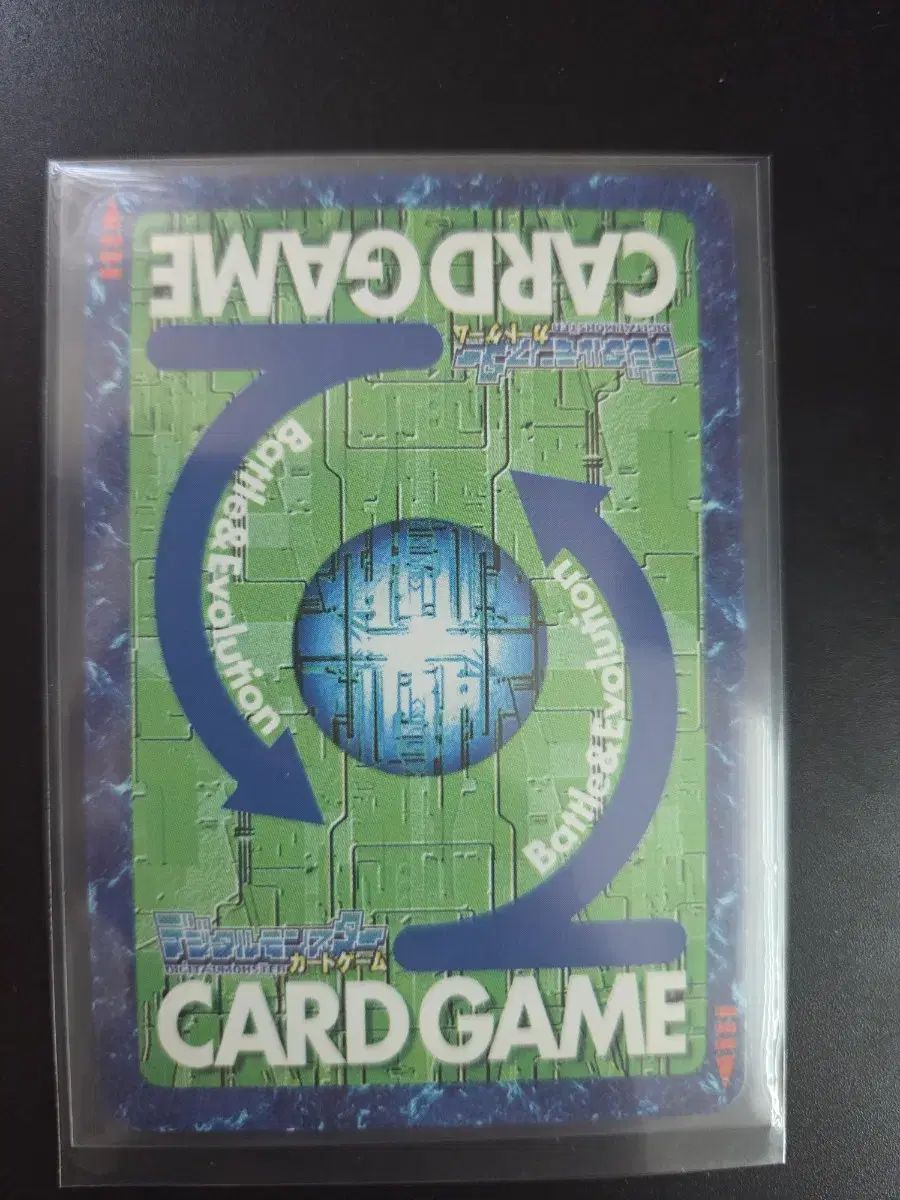 CARD GAME
デジタルモンスター
DIGITAL MONSTER
カードゲーム
Battle&Evolution
Battle&Evolution
デジタルモンスター
DIGITAL MONSTER カードゲーム
CARD GAME